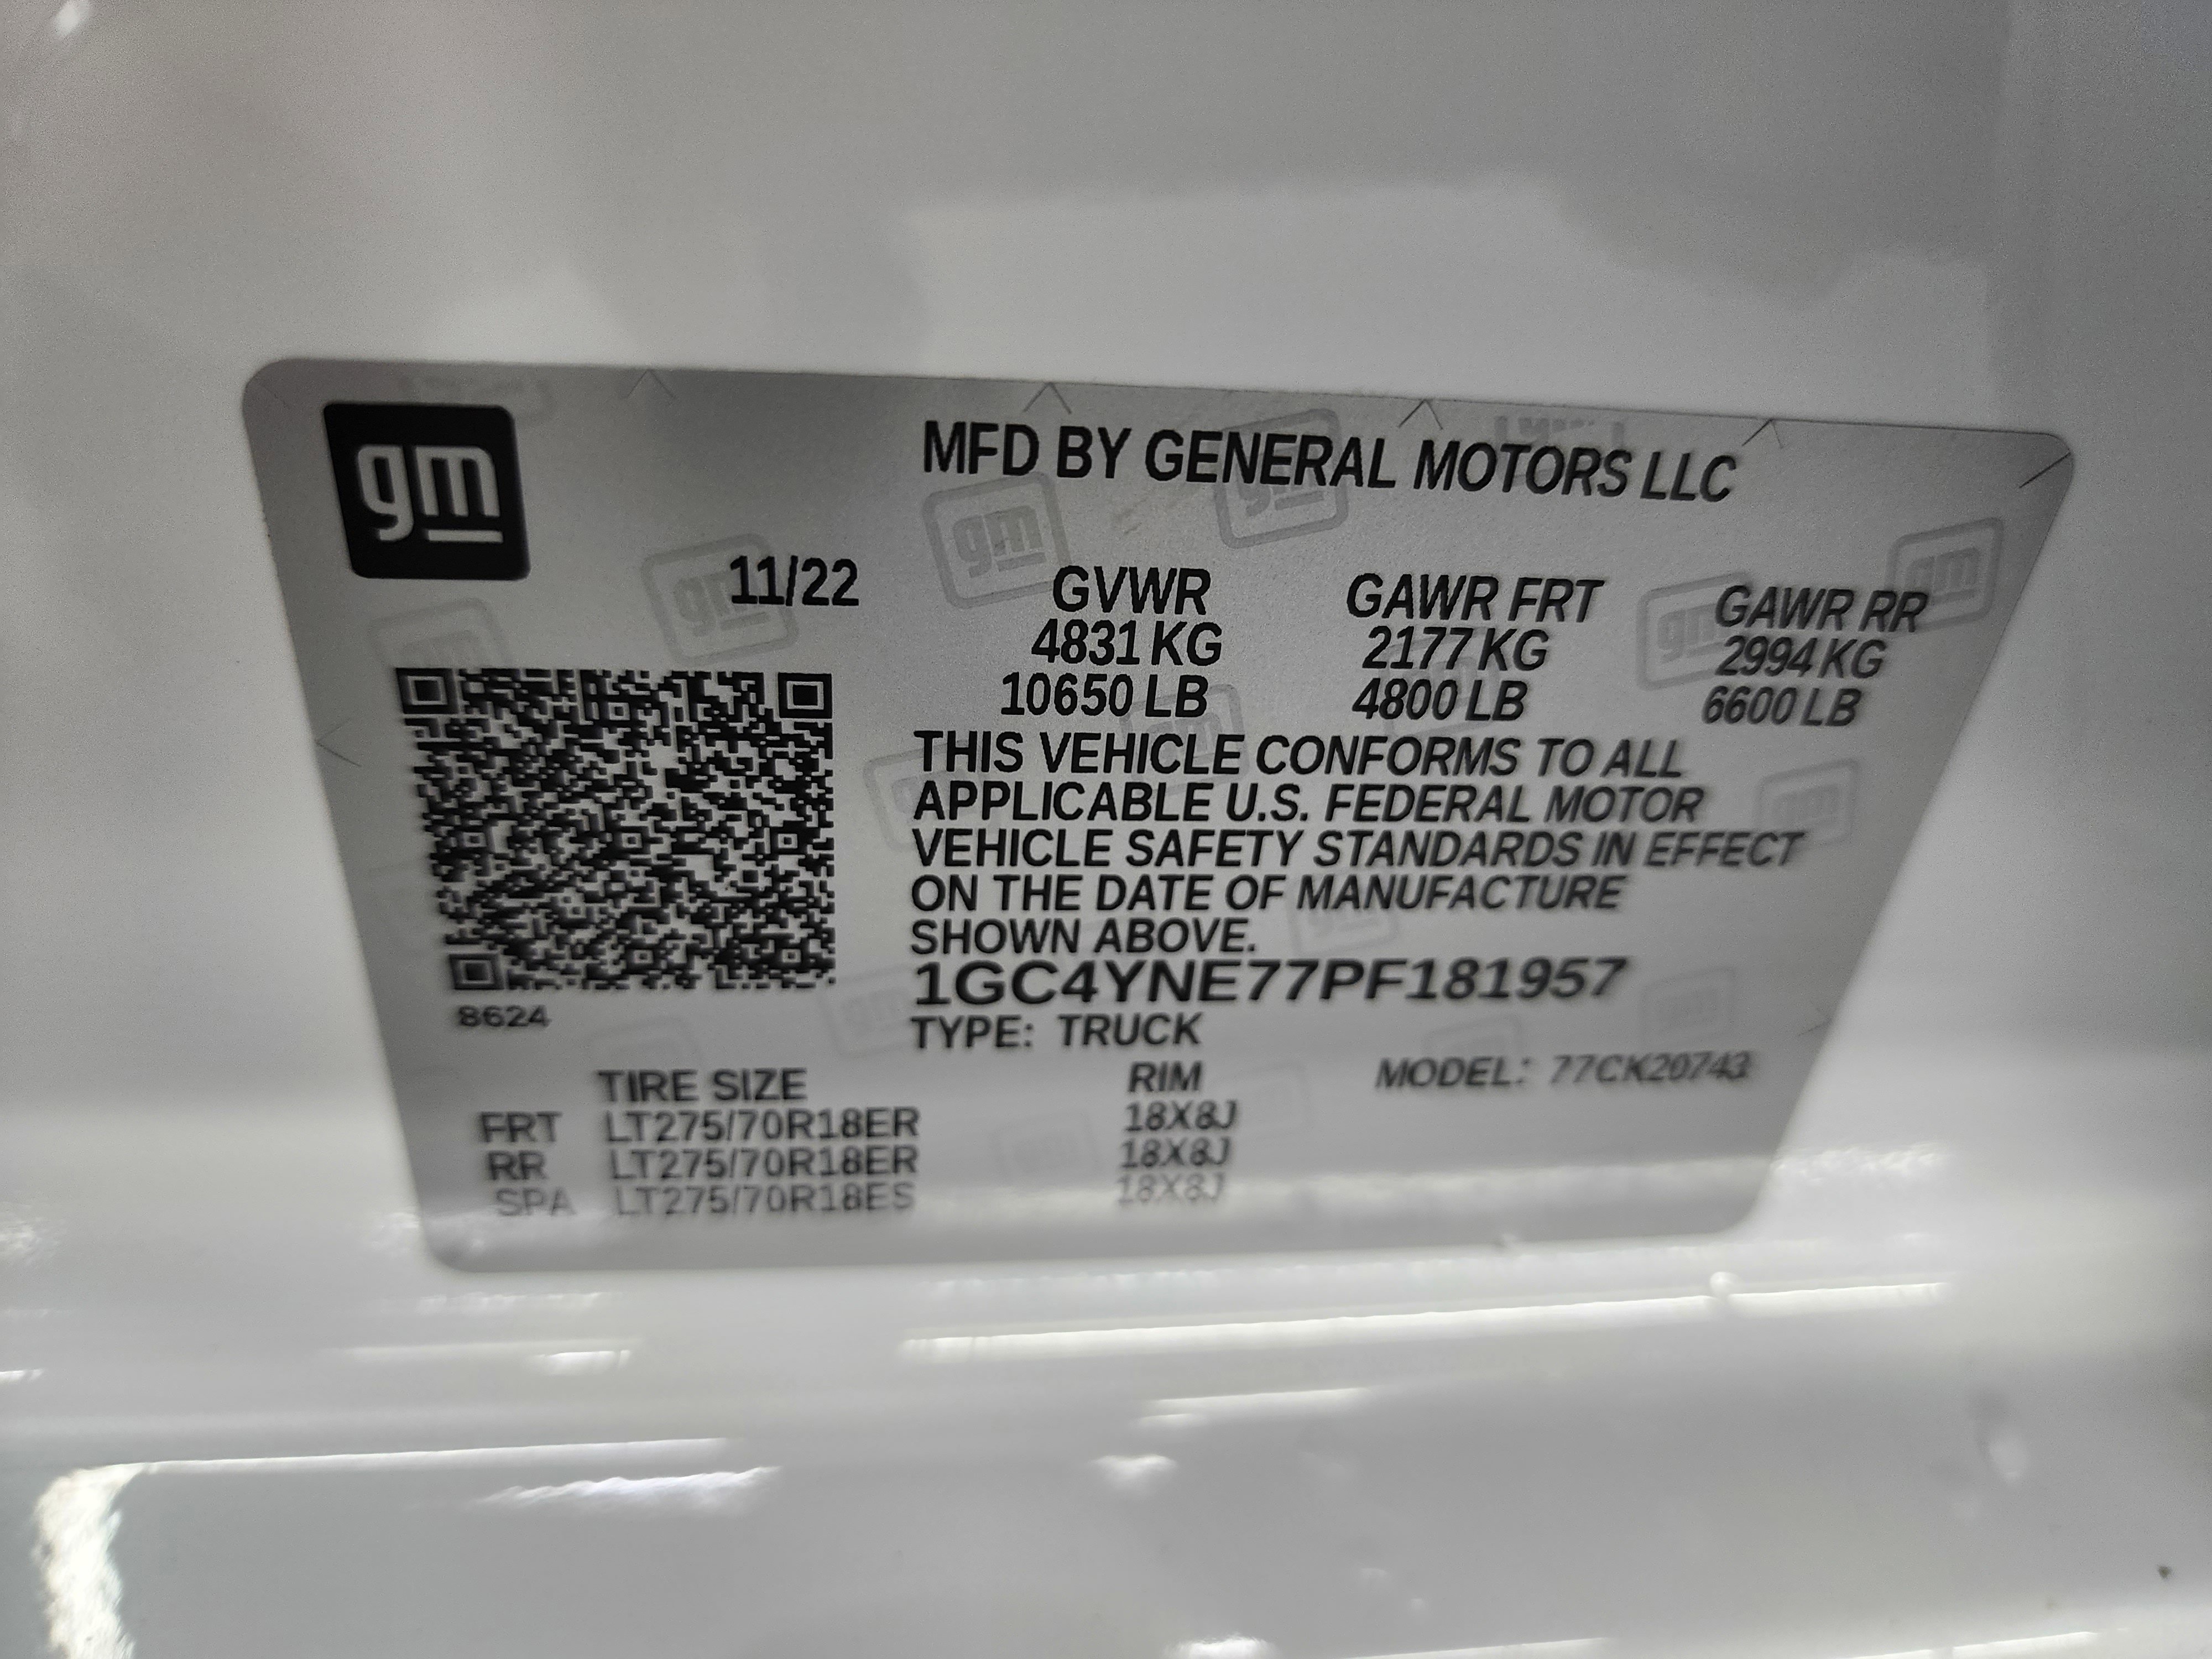 gm
MFD BY GENERAL MOTORS LLC
11/22
GVWR GAWR FRT GAWR RR
4831 KG 2177 KG 2994 KG
10650 LB 4800 LB 6600 LB
THIS VEHICLE CONFORMS TO ALL
APPLICABLE U.S. FEDERAL MOTOR
VEHICLE SAFETY STANDARDS IN EFFECT
ON THE DATE OF MANUFACTURE
SHOWN ABOVE.
1GC4YNE77PF181957
8624
TYPE: TRUCK
TIRE SIZE RIM MODEL: 77CK20743
FRT LT275/70R18ER 18X8J
RR LT275/70R18ER 18X8J
SPA LT275/70R18ES 18X8J